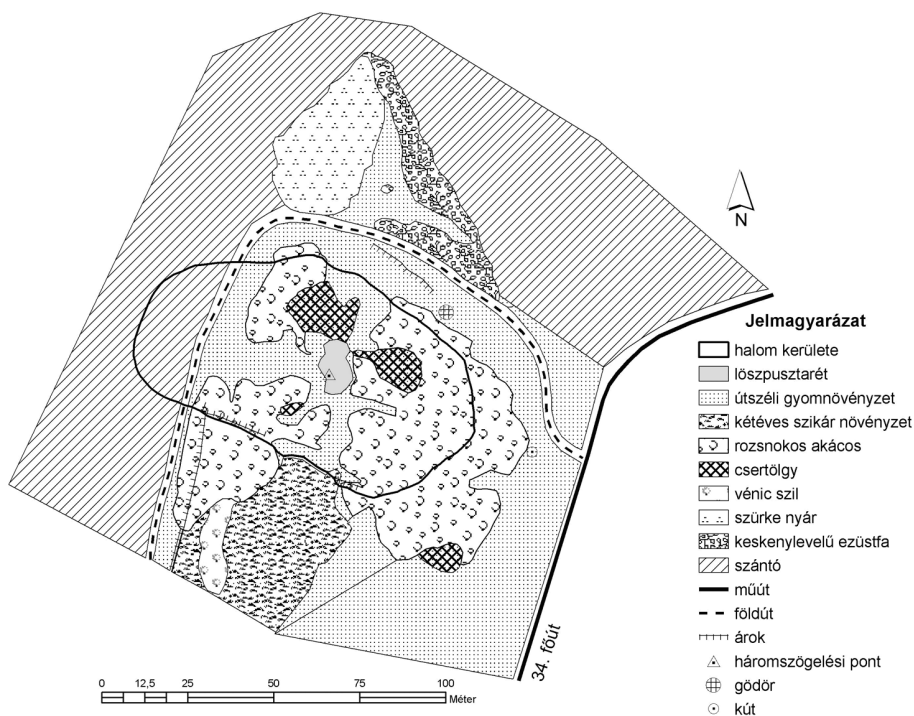 N
Jelmagyarázat
halom kerülete
löszpusztarét
útszéli gyomnövényzet
kétéves szikár növényzet
rozsnokos akácos
csertölgy
vénic szil
szürke nyár
keskenylevelű ezüstfa
szántó
műút
földút
árok
háromszögelési pont
gödör
kút
34. főút
0 12,5 25 50 75 100
Méter